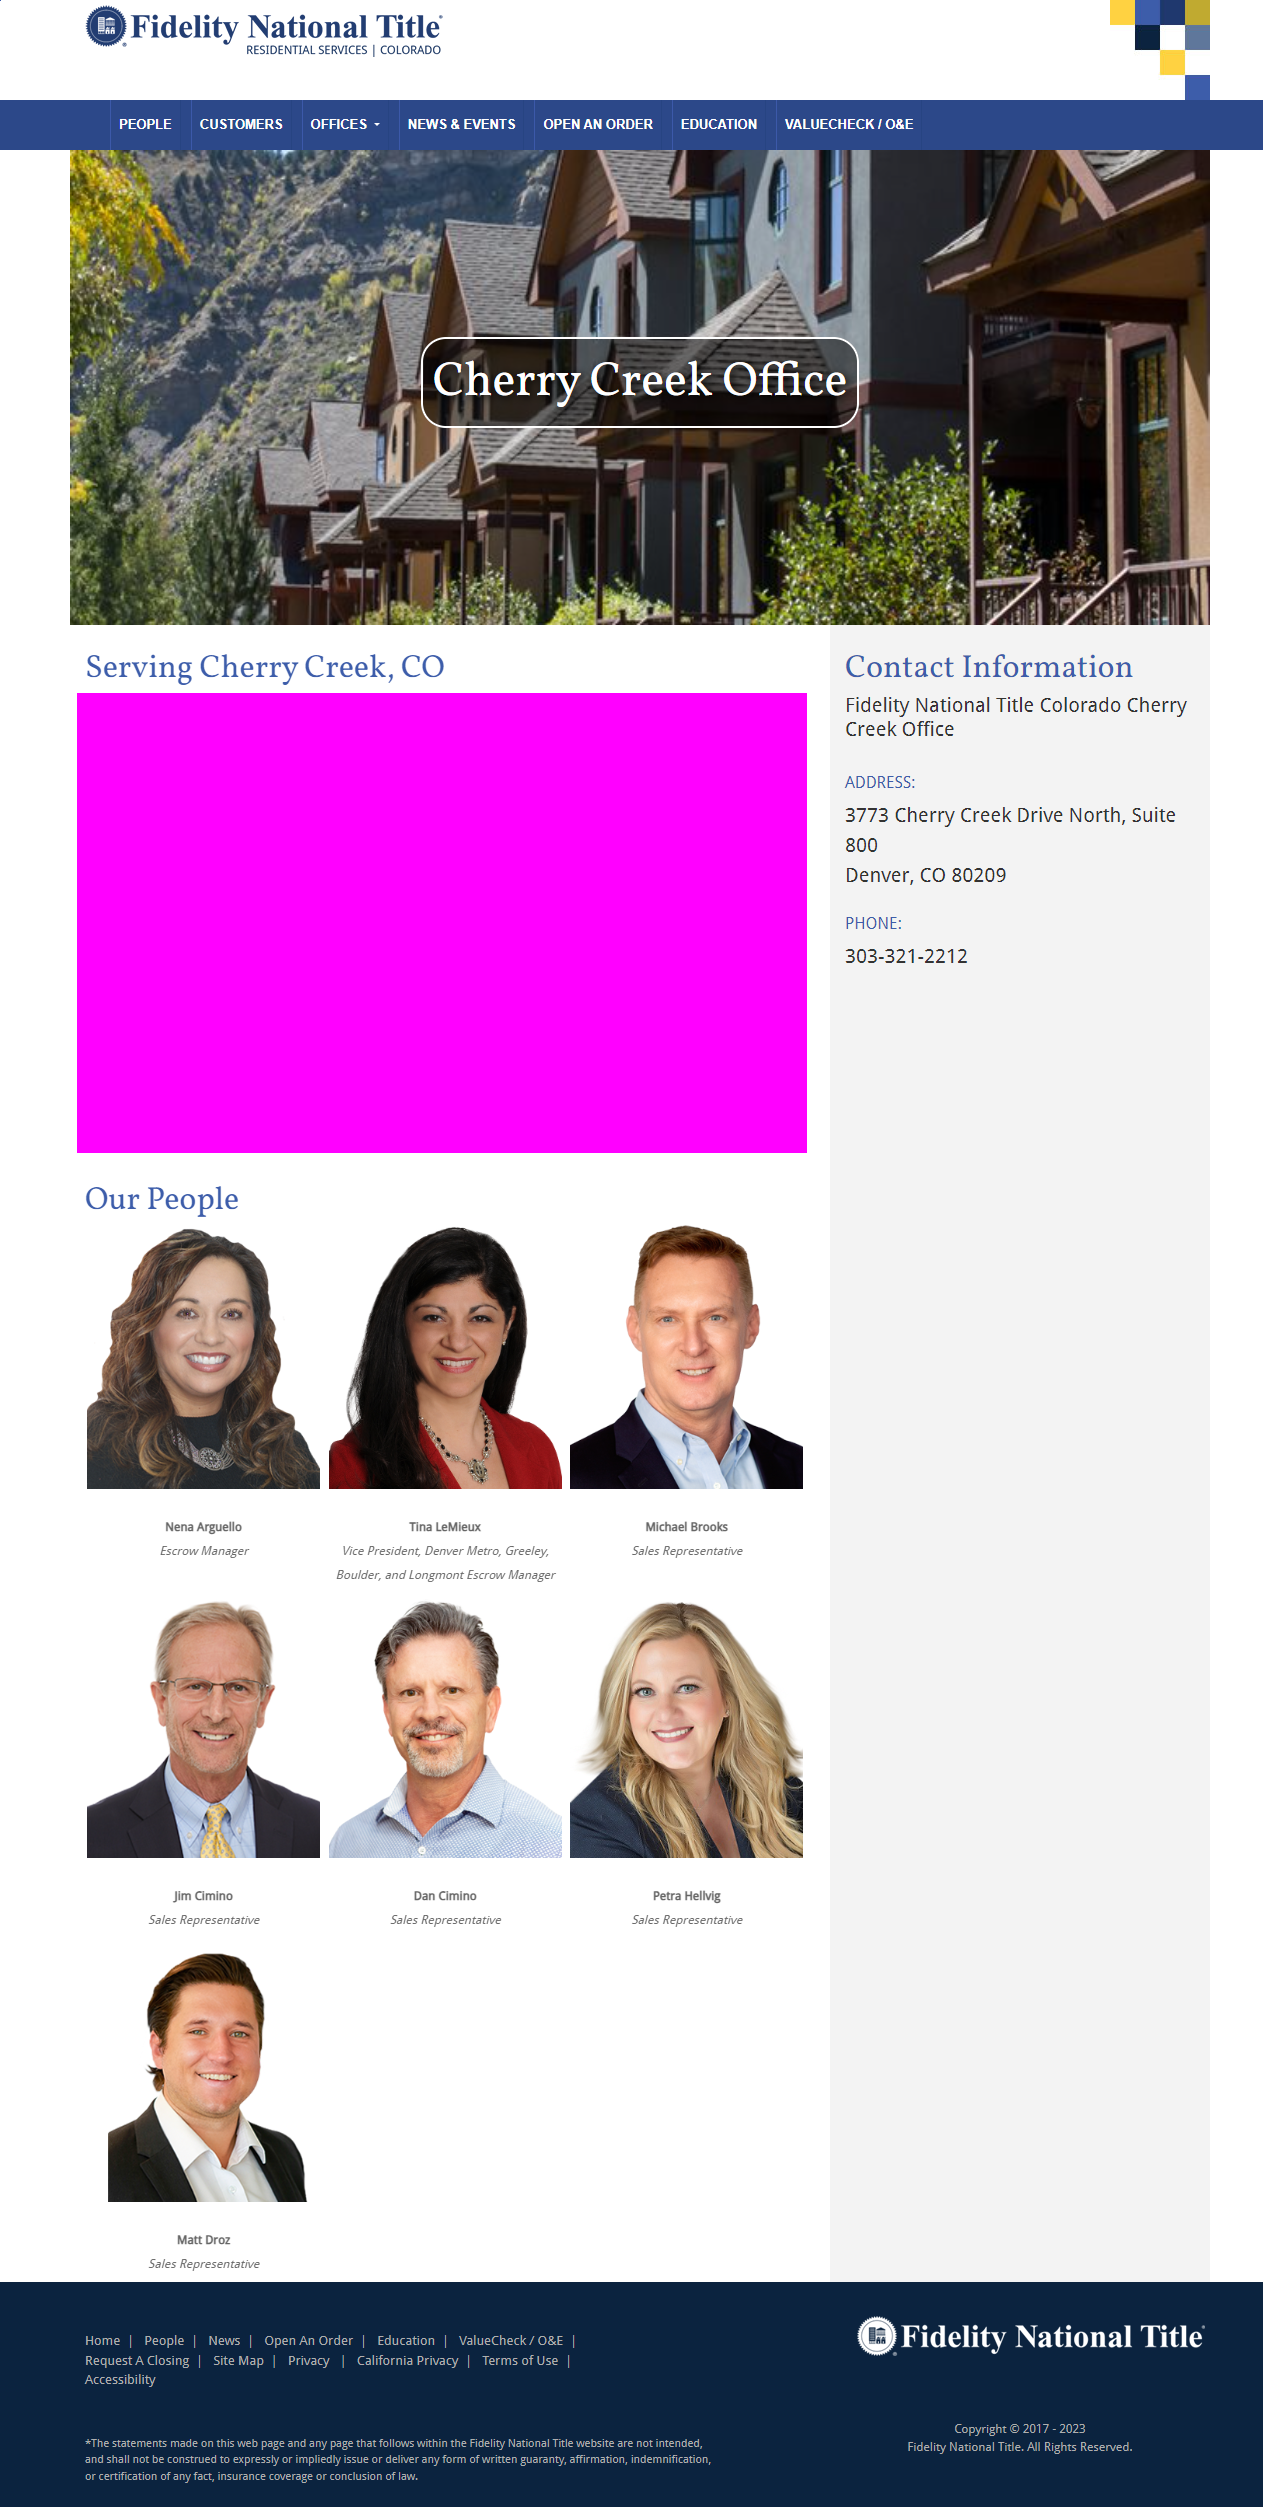 Fidelity National Title®
RESIDENTIAL SERVICES | COLORADO
PEOPLE
CUSTOMERS
OFFICES
NEWS & EVENTS
OPEN AN ORDER
EDUCATION
VALUECHECK / O&E
Cherry Creek Office
Serving Cherry Creek, CO
Contact Information
Fidelity National Title Colorado Cherry
Creek Office
ADDRESS:
3773 Cherry Creek Drive North, Suite
800
Denver, CO 80209
PHONE:
303-321-2212
Our People
Nena Arguello
Escrow Manager
Tina LeMieux
Vice President, Denver Metro, Greeley,
Boulder, and Longmont Escrow Manager
Michael Brooks
Sales Representative
Jim Cimino
Sales Representative
Dan Cimino
Sales Representative
Petra Hellvig
Sales Representative
Matt Droz
Sales Representative
Home | People | News | Open An Order | Education | ValueCheck / O&E |
Request A Closing | Site Map | Privacy | California Privacy | Terms of Use |
Accessibility
*The statements made on this web page and any page that follows within the Fidelity National Title website are not intended,
and shall not be construed to expressly or impliedly issue or deliver any form of written guaranty, affirmation, indemnification,
or certification of any fact, insurance coverage or conclusion of law.
Fidelity National Title®
Copyright © 2017 - 2023
Fidelity National Title. All Rights Reserved.